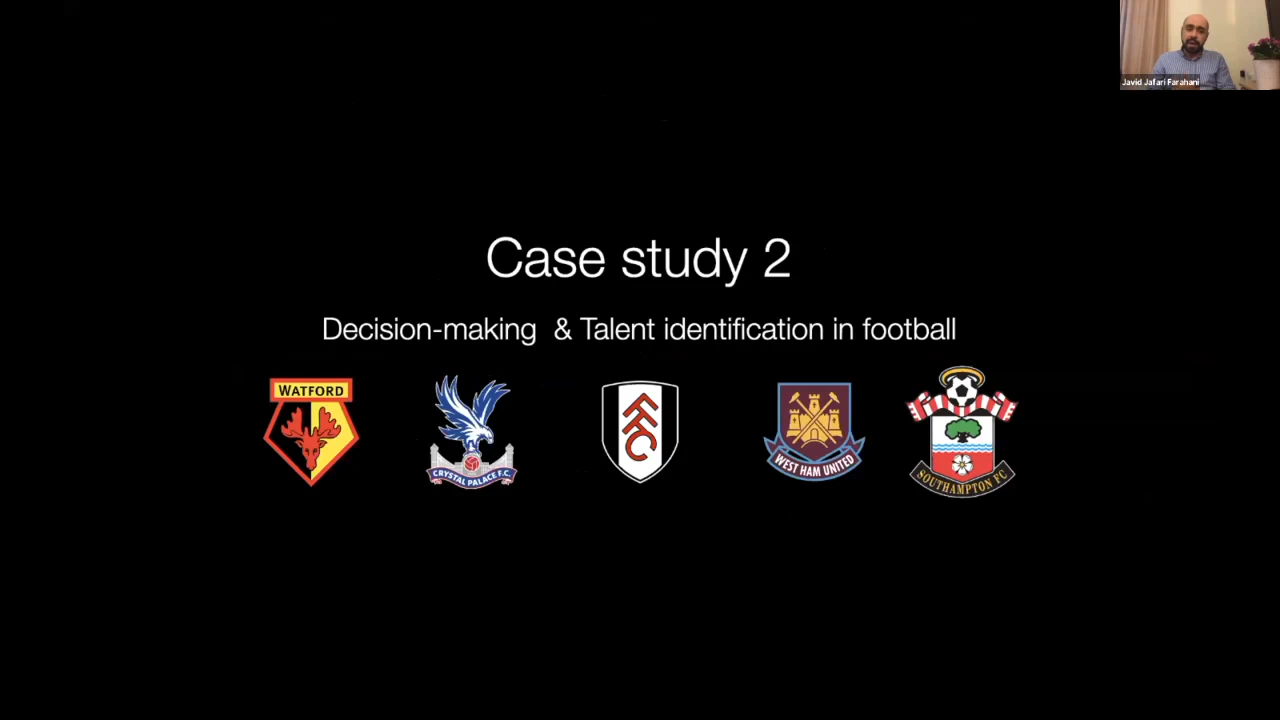 Javid Jafari Farahani
Case study 2
Decision-making & Talent identification in football
WATFORD
CRYSTAL PALACE F.C.
FFC
WEST HAM UNITED
SOUTHAMPTON FC